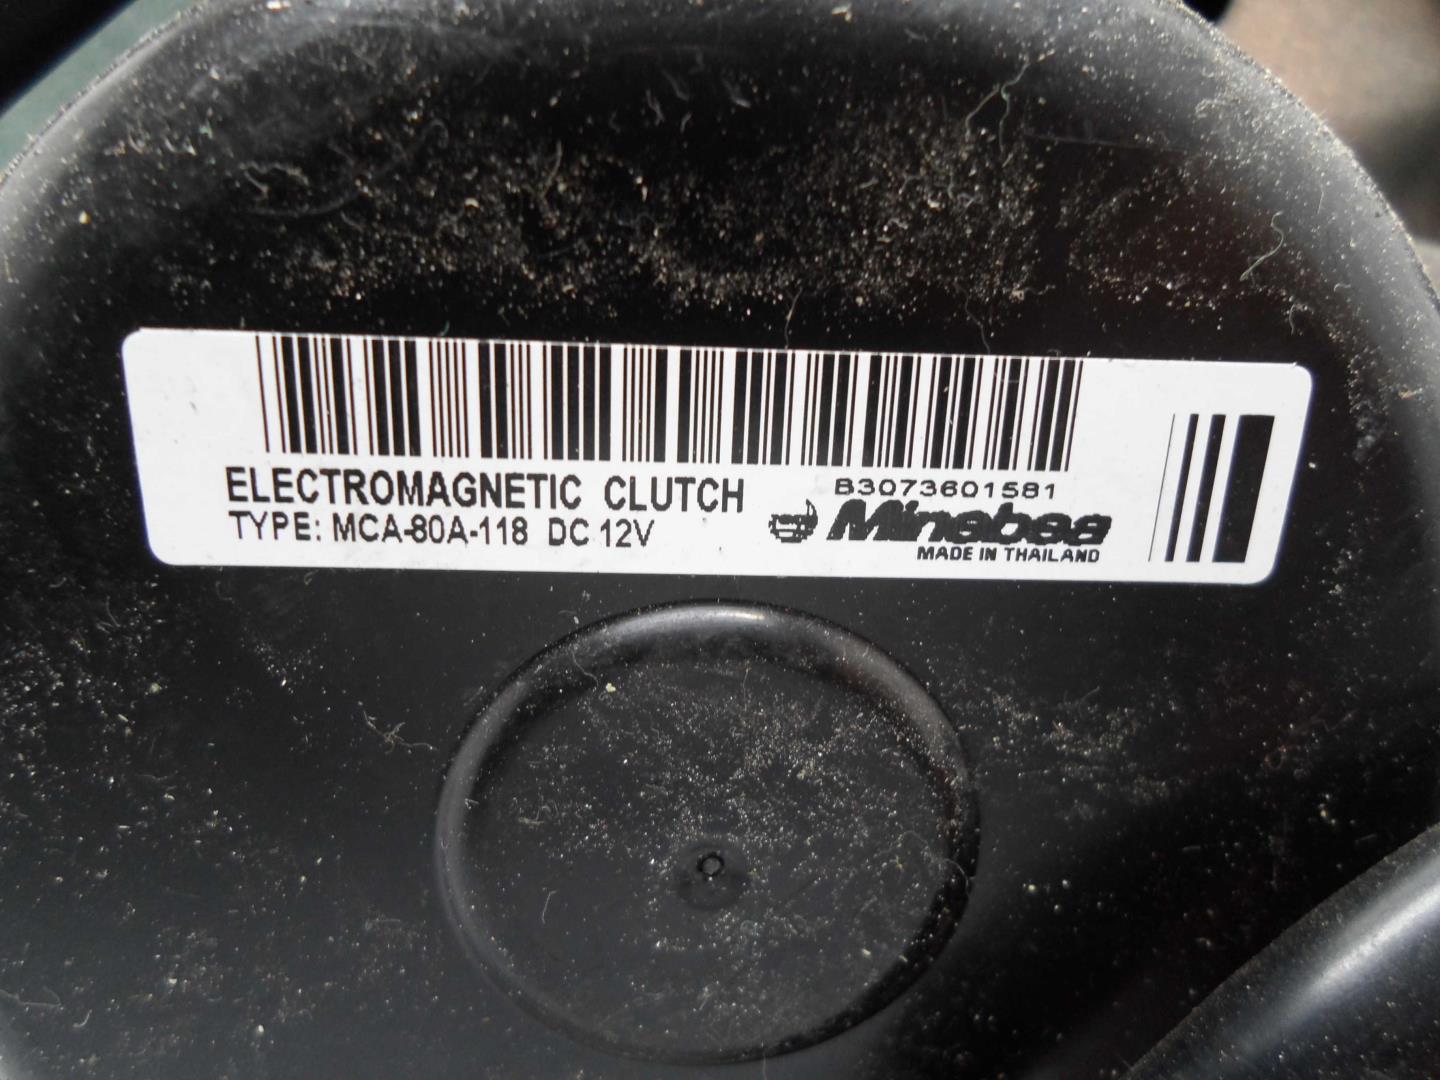 ELECTROMAGNETIC CLUTCH
TYPE: MCA-80A-118 DC 12V
B3073601581
Minebea
MADE IN THAILAND